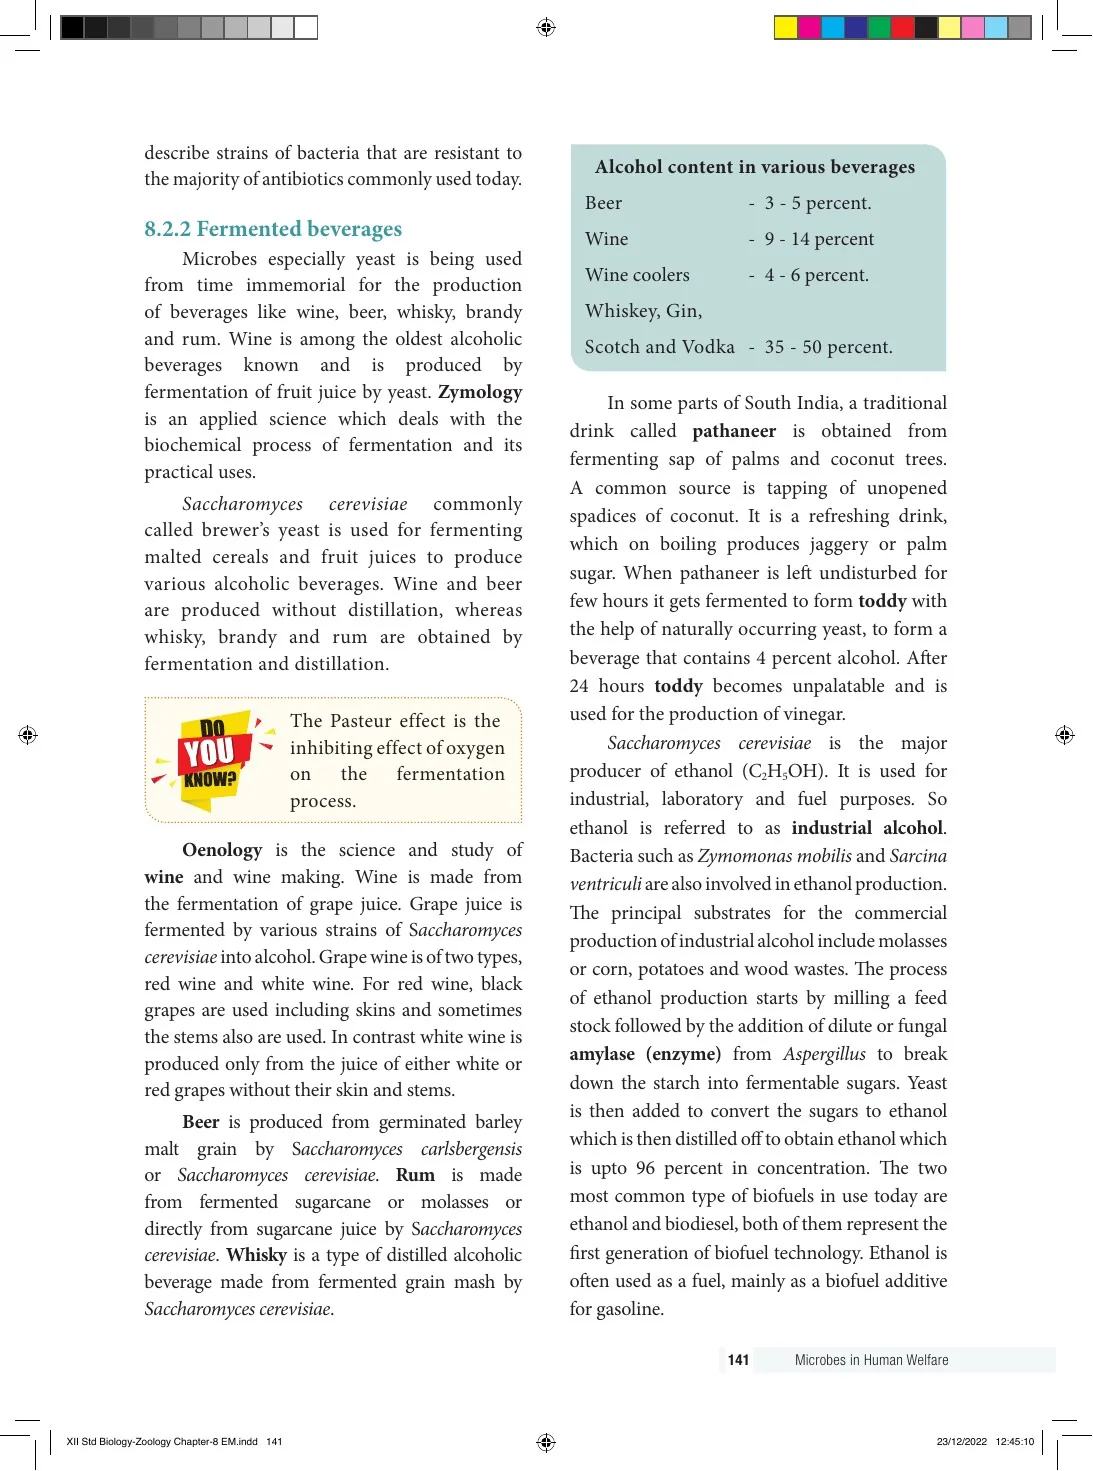 describe strains of bacteria that are resistant to
the majority of antibiotics commonly used today.
8.2.2 Fermented beverages
Microbes especially yeast is being used
from time immemorial for the production
of beverages like wine, beer, whisky, brandy
and rum. Wine is among the oldest alcoholic
beverages known and is produced by
fermentation of fruit juice by yeast. Zymology
is an applied science which deals with the
biochemical process of fermentation and its
practical uses.
Saccharomyces cerevisiae commonly
called brewer’s yeast is used for fermenting
malted cereals and fruit juices to produce
various alcoholic beverages. Wine and beer
are produced without distillation, whereas
whisky, brandy and rum are obtained by
fermentation and distillation.
DO
YOU
KNOW?
The Pasteur effect is the
inhibiting effect of oxygen
on the fermentation
process.
Oenology is the science and study of
wine and wine making. Wine is made from
the fermentation of grape juice. Grape juice is
fermented by various strains of Saccharomyces
cerevisiae into alcohol. Grape wine is of two types,
red wine and white wine. For red wine, black
grapes are used including skins and sometimes
the stems also are used. In contrast white wine is
produced only from the juice of either white or
red grapes without their skin and stems.
Beer is produced from germinated barley
malt grain by Saccharomyces carlsbergensis
or Saccharomyces cerevisiae. Rum is made
from fermented sugarcane or molasses or
directly from sugarcane juice by Saccharomyces
cerevisiae. Whisky is a type of distilled alcoholic
beverage made from fermented grain mash by
Saccharomyces cerevisiae.
Alcohol content in various beverages
Beer - 3 - 5 percent.
Wine - 9 - 14 percent
Wine coolers - 4 - 6 percent.
Whiskey, Gin,
Scotch and Vodka - 35 - 50 percent.
In some parts of South India, a traditional
drink called pathaneer is obtained from
fermenting sap of palms and coconut trees.
A common source is tapping of unopened
spadices of coconut. It is a refreshing drink,
which on boiling produces jaggery or palm
sugar. When pathaneer is left undisturbed for
few hours it gets fermented to form toddy with
the help of naturally occurring yeast, to form a
beverage that contains 4 percent alcohol. After
24 hours toddy becomes unpalatable and is
used for the production of vinegar.
Saccharomyces cerevisiae is the major
producer of ethanol (C₂H₅OH). It is used for
industrial, laboratory and fuel purposes. So
ethanol is referred to as industrial alcohol.
Bacteria such as Zymomonas mobilis and Sarcina
ventriculi are also involved in ethanol production.
The principal substrates for the commercial
production of industrial alcohol include molasses
or corn, potatoes and wood wastes. The process
of ethanol production starts by milling a feed
stock followed by the addition of dilute or fungal
amylase (enzyme) from Aspergillus to break
down the starch into fermentable sugars. Yeast
is then added to convert the sugars to ethanol
which is then distilled off to obtain ethanol which
is upto 96 percent in concentration. The two
most common type of biofuels in use today are
ethanol and biodiesel, both of them represent the
first generation of biofuel technology. Ethanol is
often used as a fuel, mainly as a biofuel additive
for gasoline.
141 Microbes in Human Welfare
XII Std Biology-Zoology Chapter-8 EM.indd 141 23/12/2022 12:45:10